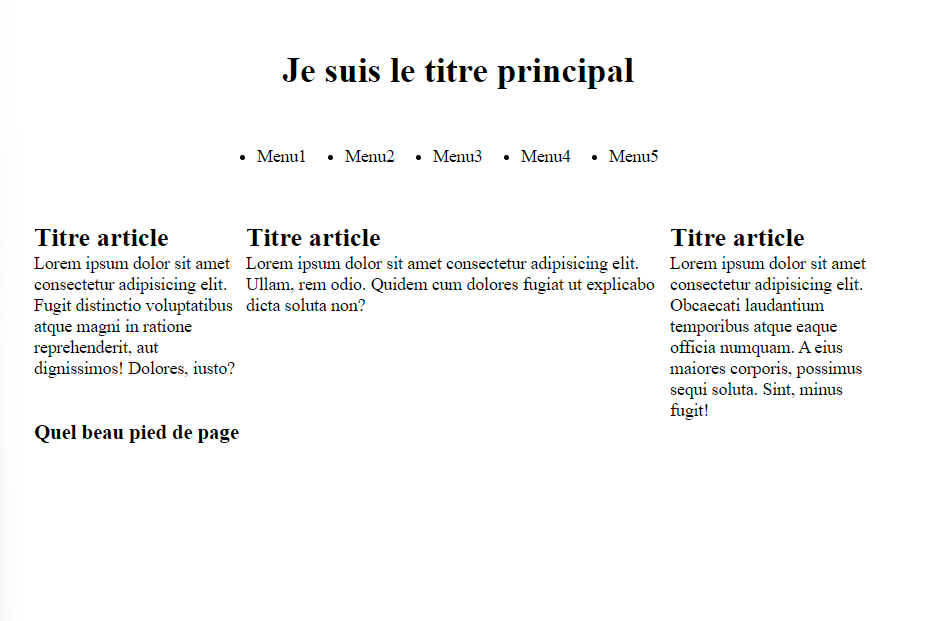 Je suis le titre principal
Menu1
Menu2
Menu3
Menu4
Menu5
Titre article
Lorem ipsum dolor sit amet
consectetur adipisicing elit.
Fugit distinctio voluptatibus
atque magni in ratione
reprehenderit, aut
dignissimos! Dolores, iusto?
Titre article
Lorem ipsum dolor sit amet consectetur adipisicing elit.
Ullam, rem odio. Quidem cum dolores fugiat ut explicabo
dicta soluta non?
Titre article
Lorem ipsum dolor sit amet
consectetur adipisicing elit.
Obcaecati laudantium
temporibus atque eaque
officia numquam. A eius
maiores corporis, possimus
sequi soluta. Sint, minus
fugit!
Quel beau pied de page